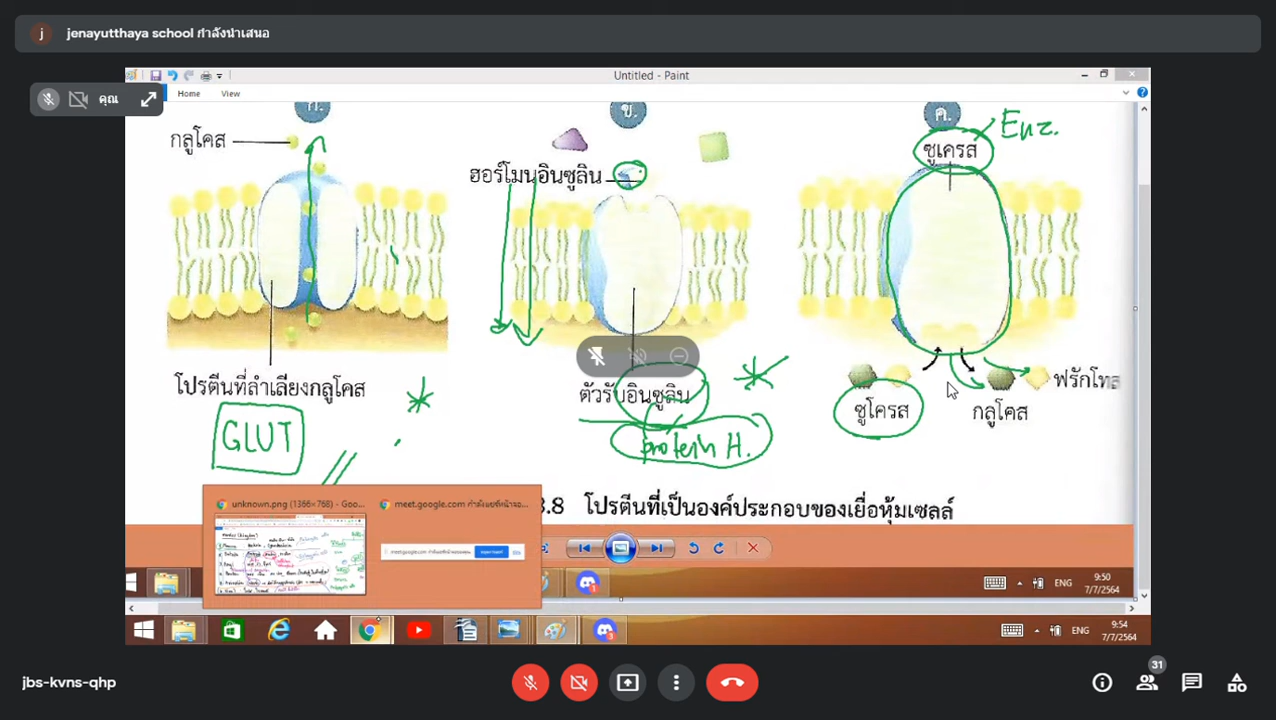 j jenayutthaya school กำลังนำเสนอ
Untitled - Paint
คุณ
Home View
ก. ข. ค.
Enz.
กลูโคส
ซูเครส
ฮอร์โมนอินซูลิน
โปรตีนที่ลำเลียงกลูโคส
ตัวรับอินซูลิน
ซูโครส
กลูโคส
ฟรักโทส
GLUT
protein H.
unknown.png (1366×768) - Goo...
meet.google.com กำลังแชร์หน้าจอ...
3.8 โปรตีนที่เป็นองค์ประกอบของเยื่อหุ้มเซลล์
ENG
9:50
7/7/2564
ENG
9:54
7/7/2564
jbs-kvns-qhp
31